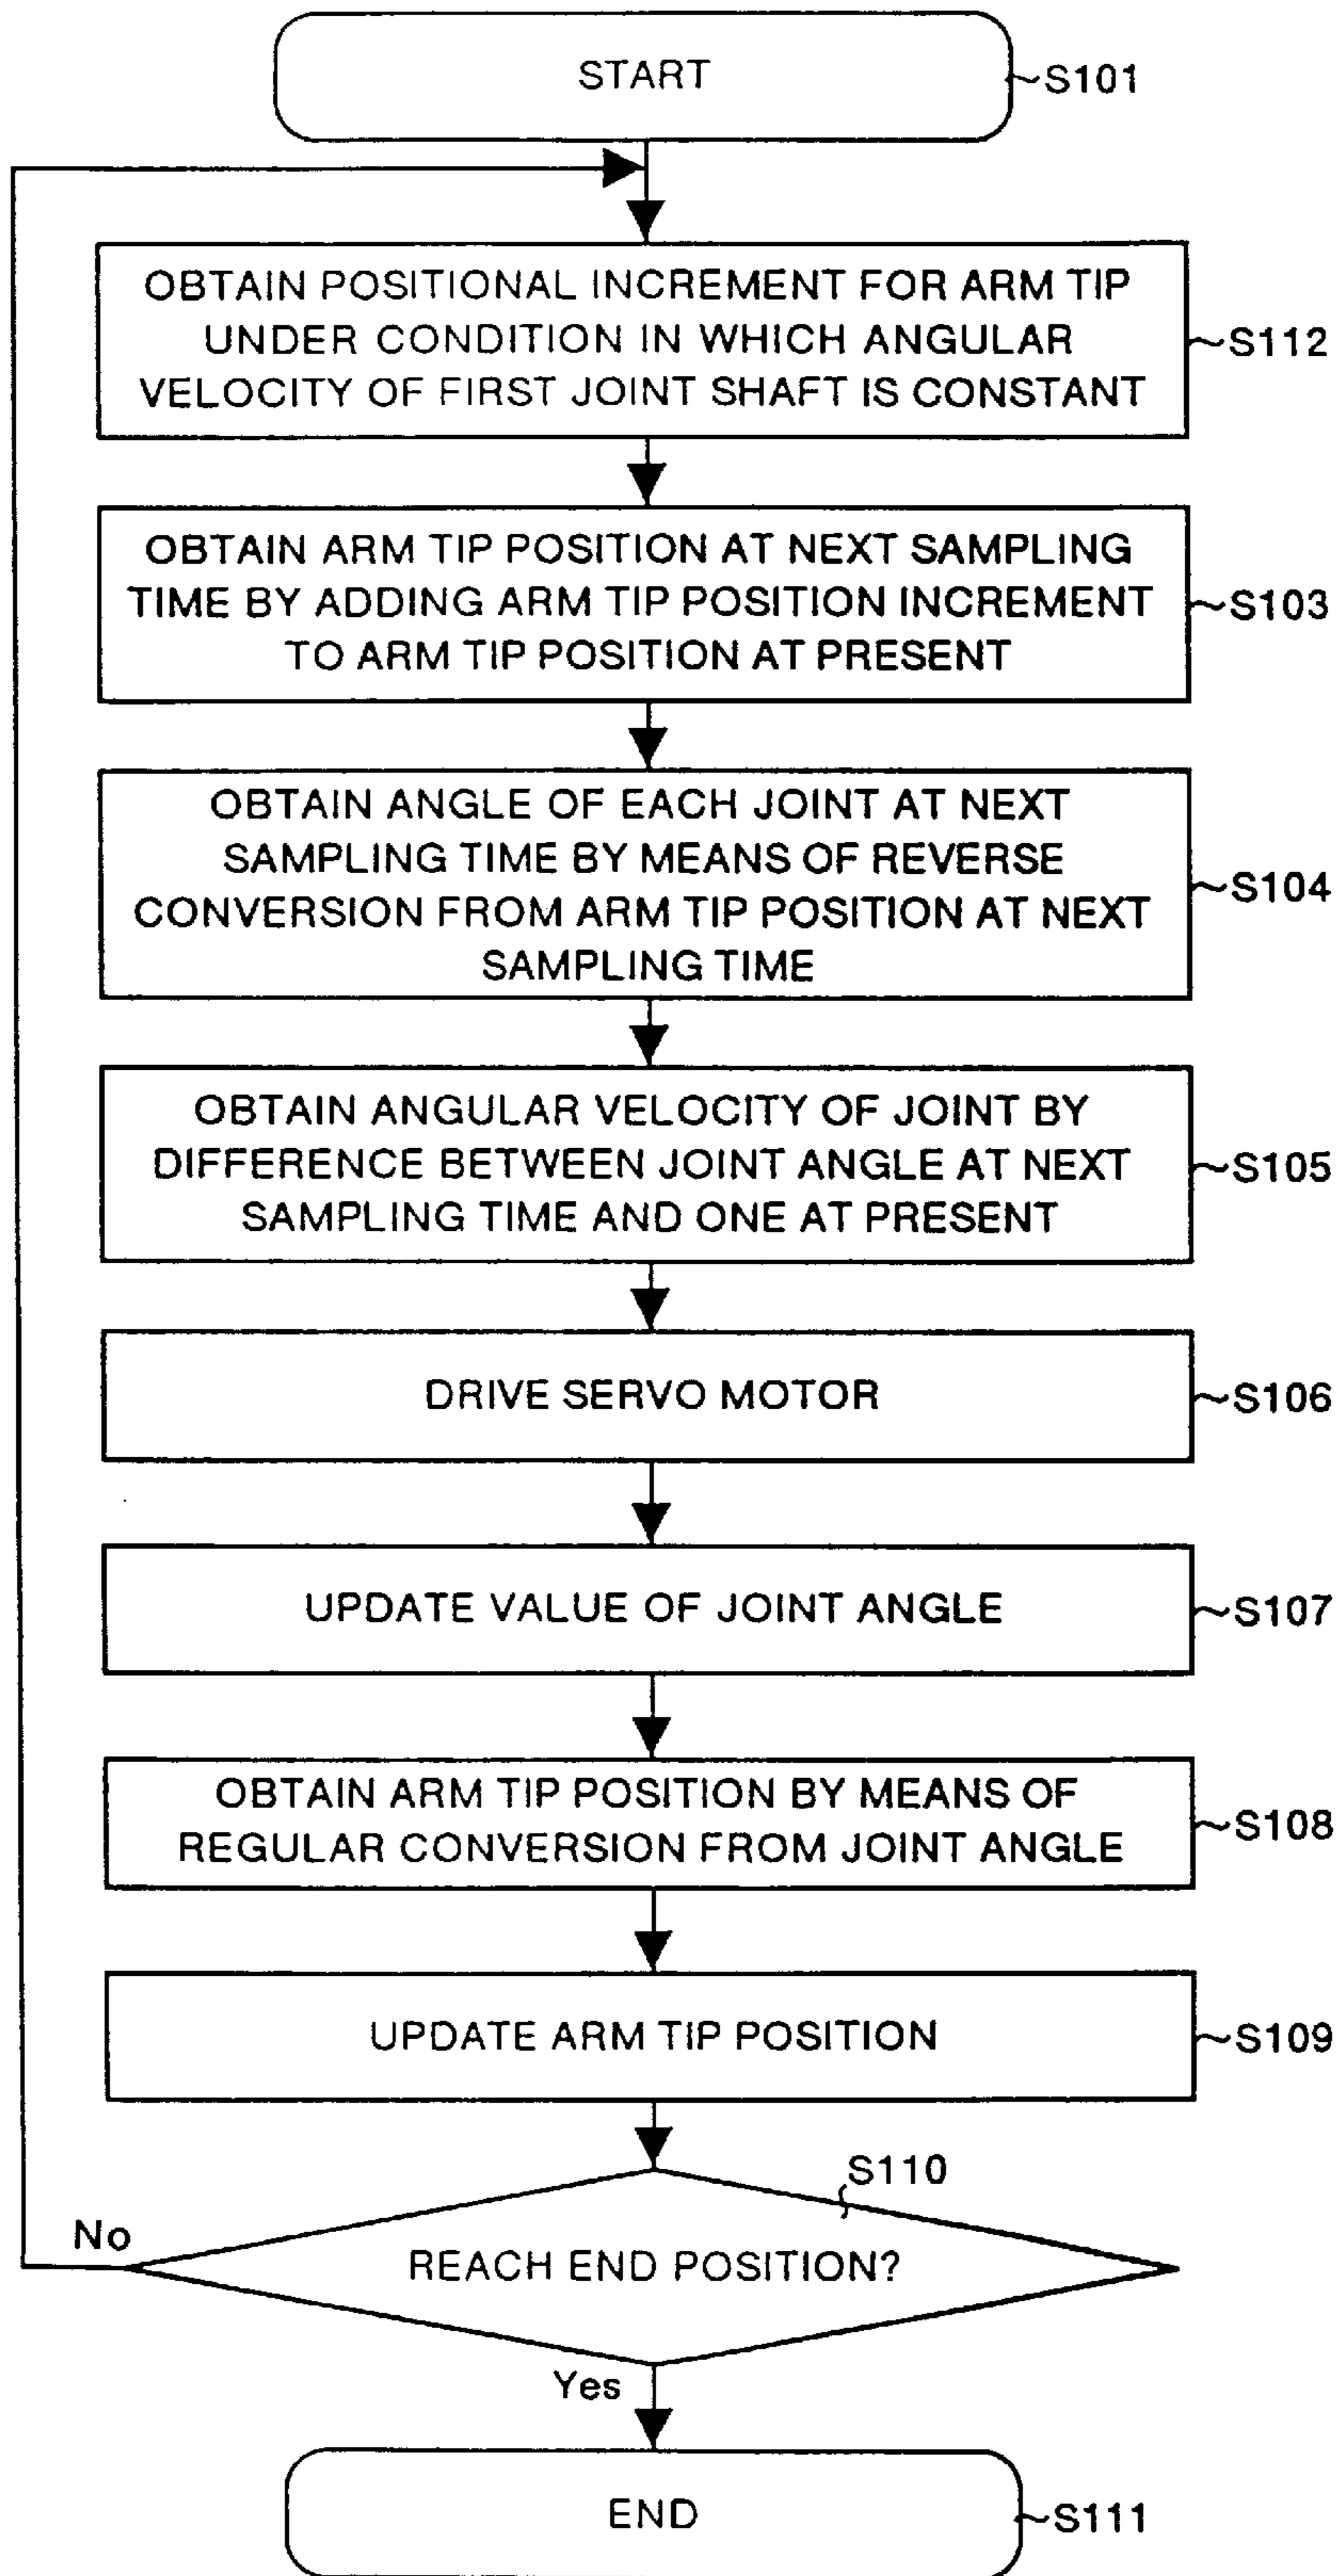 START
S101
OBTAIN POSITIONAL INCREMENT FOR ARM TIP
UNDER CONDITION IN WHICH ANGULAR
VELOCITY OF FIRST JOINT SHAFT IS CONSTANT
S112
OBTAIN ARM TIP POSITION AT NEXT SAMPLING
TIME BY ADDING ARM TIP POSITION INCREMENT
TO ARM TIP POSITION AT PRESENT
S103
OBTAIN ANGLE OF EACH JOINT AT NEXT
SAMPLING TIME BY MEANS OF REVERSE
CONVERSION FROM ARM TIP POSITION AT NEXT
SAMPLING TIME
S104
OBTAIN ANGULAR VELOCITY OF JOINT BY
DIFFERENCE BETWEEN JOINT ANGLE AT NEXT
SAMPLING TIME AND ONE AT PRESENT
S105
DRIVE SERVO MOTOR
S106
UPDATE VALUE OF JOINT ANGLE
S107
OBTAIN ARM TIP POSITION BY MEANS OF
REGULAR CONVERSION FROM JOINT ANGLE
S108
UPDATE ARM TIP POSITION
S109
S110
No
REACH END POSITION?
Yes
END
S111